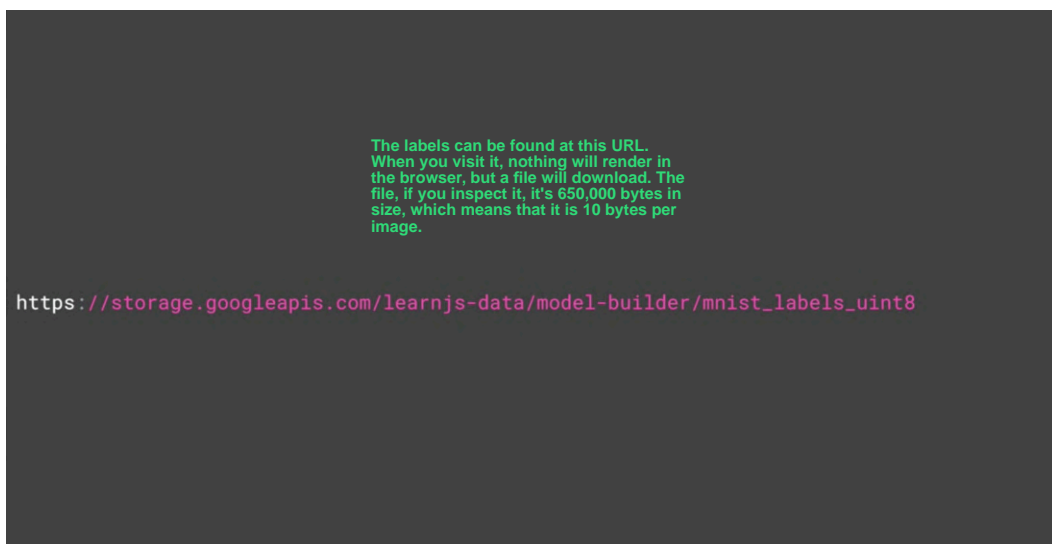 The labels can be found at this URL.
When you visit it, nothing will render in
the browser, but a file will download. The
file, if you inspect it, it's 650,000 bytes in
size, which means that it is 10 bytes per
image.
https://storage.googleapis.com/learnjs-data/model-builder/mnist_labels_uint8